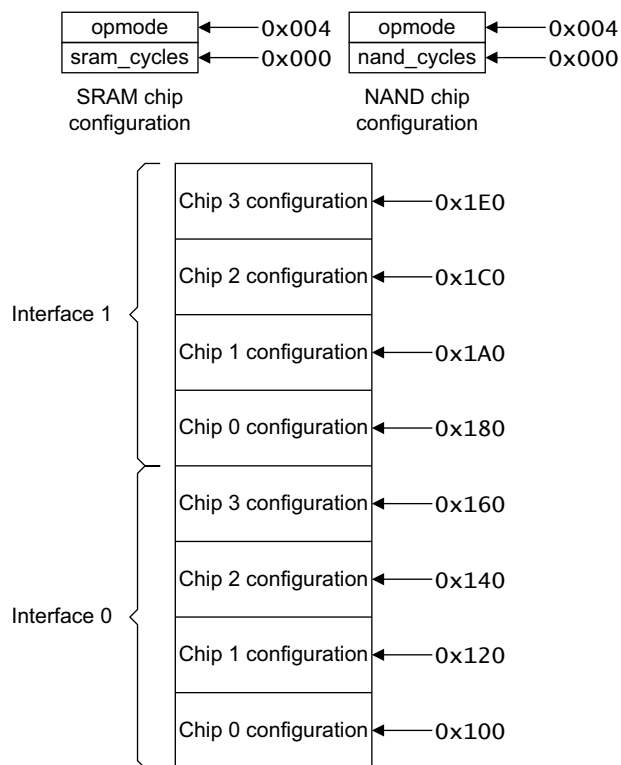 opmode 0x004 opmode 0x004
sram_cycles 0x000 nand_cycles 0x000
SRAM chip
configuration
NAND chip
configuration
Chip 3 configuration 0x1E0
Chip 2 configuration 0x1C0
Interface 1
Chip 1 configuration 0x1A0
Chip 0 configuration 0x180
Chip 3 configuration 0x160
Chip 2 configuration 0x140
Interface 0
Chip 1 configuration 0x120
Chip 0 configuration 0x100